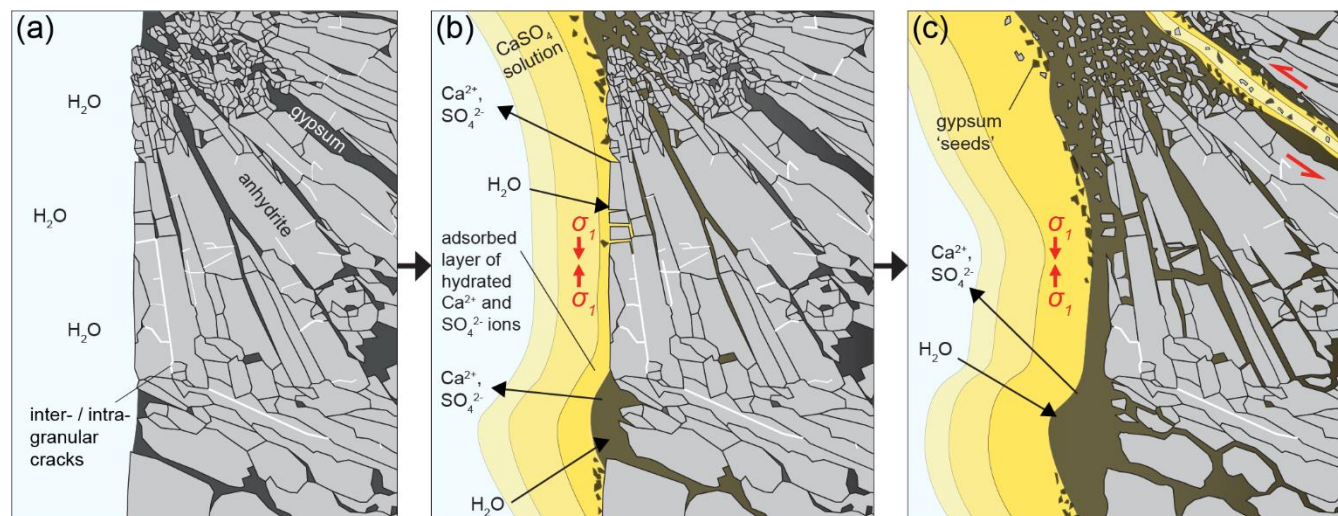 (a)
H₂O
gypsum
anhydrite
H₂O
H₂O
inter- / intra-
granular
cracks
(b)
CaSO₄
solution
Ca²⁺,
SO₄²⁻
H₂O
σ₁
σ₁
adsorbed
layer of
hydrated
Ca²⁺ and
SO₄²⁻ ions
Ca²⁺,
SO₄²⁻
H₂O
(c)
gypsum
'seeds'
σ₁
σ₁
Ca²⁺,
SO₄²⁻
H₂O